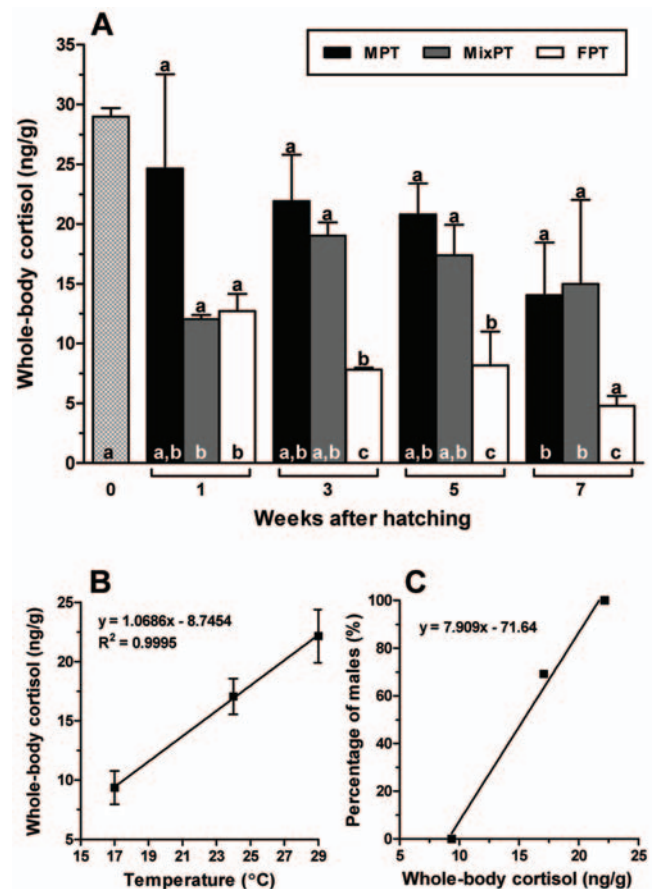 A
MPT MixPT FPT
Whole-body cortisol (ng/g)
35
30
25
20
15
10
5
0
a a a a a a a a b a a b a
a a,b b b a,b a,b c a,b a,b c b b c
0 1 3 5 7
Weeks after hatching
B
Whole-body cortisol (ng/g)
25
20
15
10
5
y = 1.0686x - 8.7454
R² = 0.9995
15 17 19 21 23 25 27 29
Temperature (°C)
C
Percentage of males (%)
100
80
60
40
20
0
y = 7.909x - 71.64
5 10 15 20 25
Whole-body cortisol (ng/g)